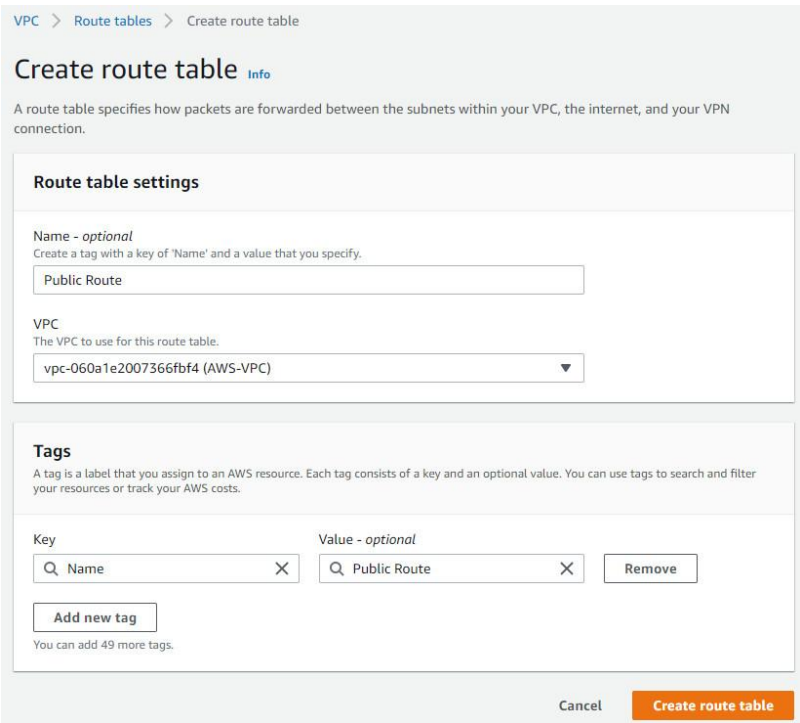 VPC > Route tables > Create route table
Create route table Info
A route table specifies how packets are forwarded between the subnets within your VPC, the internet, and your VPN
connection.
Route table settings
Name - optional
Create a tag with a key of 'Name' and a value that you specify.
Public Route
VPC
The VPC to use for this route table.
vpc-060a1e2007366fbf4 (AWS-VPC)
Tags
A tag is a label that you assign to an AWS resource. Each tag consists of a key and an optional value. You can use tags to search and filter
your resources or track your AWS costs.
Key Value - optional
Name Public Route Remove
Add new tag
You can add 49 more tags.
Cancel Create route table